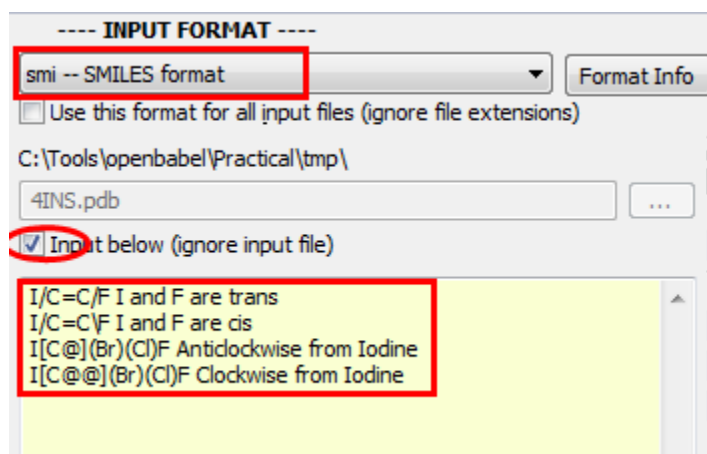 ---- INPUT FORMAT ----
smi -- SMILES format
Format Info
Use this format for all input files (ignore file extensions)
C:\Tools\openbabel\Practical\tmp\
4INS.pdb
...
Input below (ignore input file)
I/C=C/F I and F are trans
I/C=C\F I and F are cis
I[C@](Br)(Cl)F Anticlockwise from Iodine
I[C@@](Br)(Cl)F Clockwise from Iodine